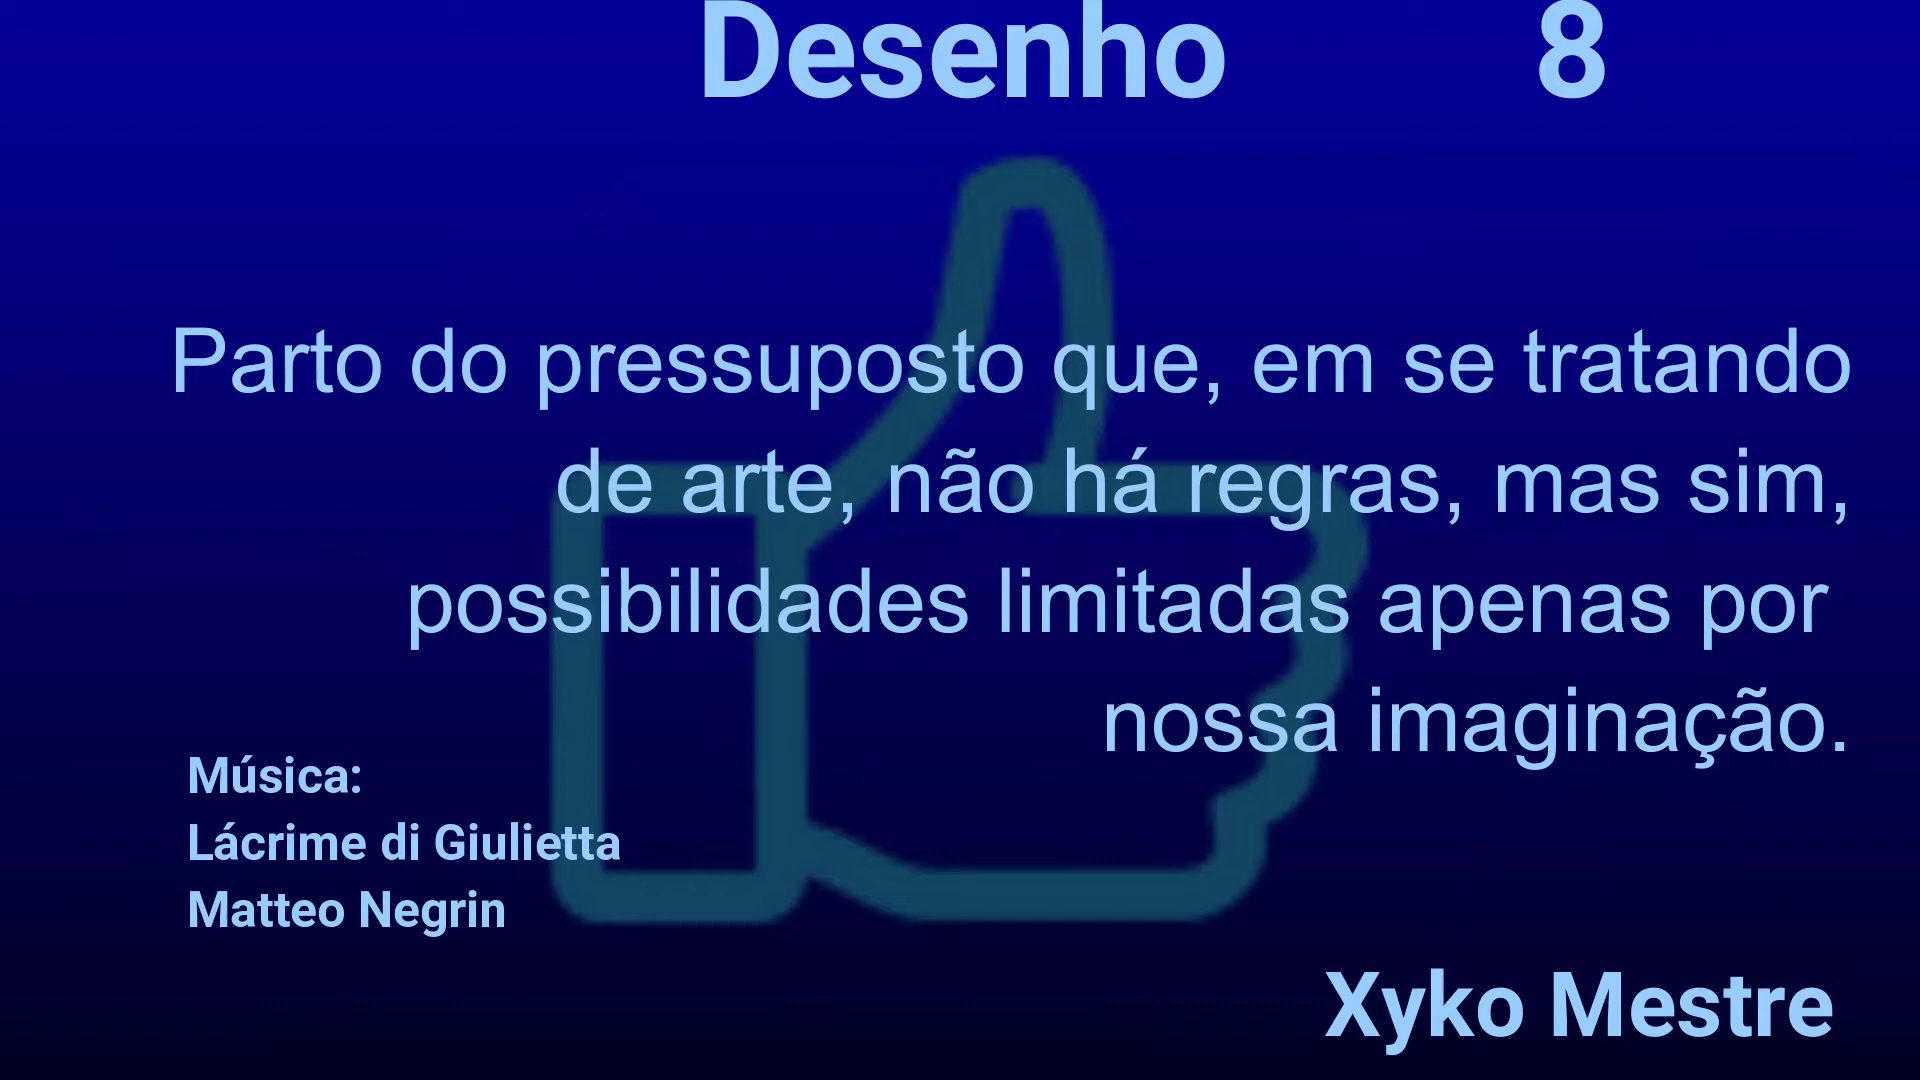 Desenho 8
Parto do pressuposto que, em se tratando
de arte, não há regras, mas sim,
possibilidades limitadas apenas por
nossa imaginação.
Música:
Lácrime di Giulietta
Matteo Negrin
Xyko Mestre